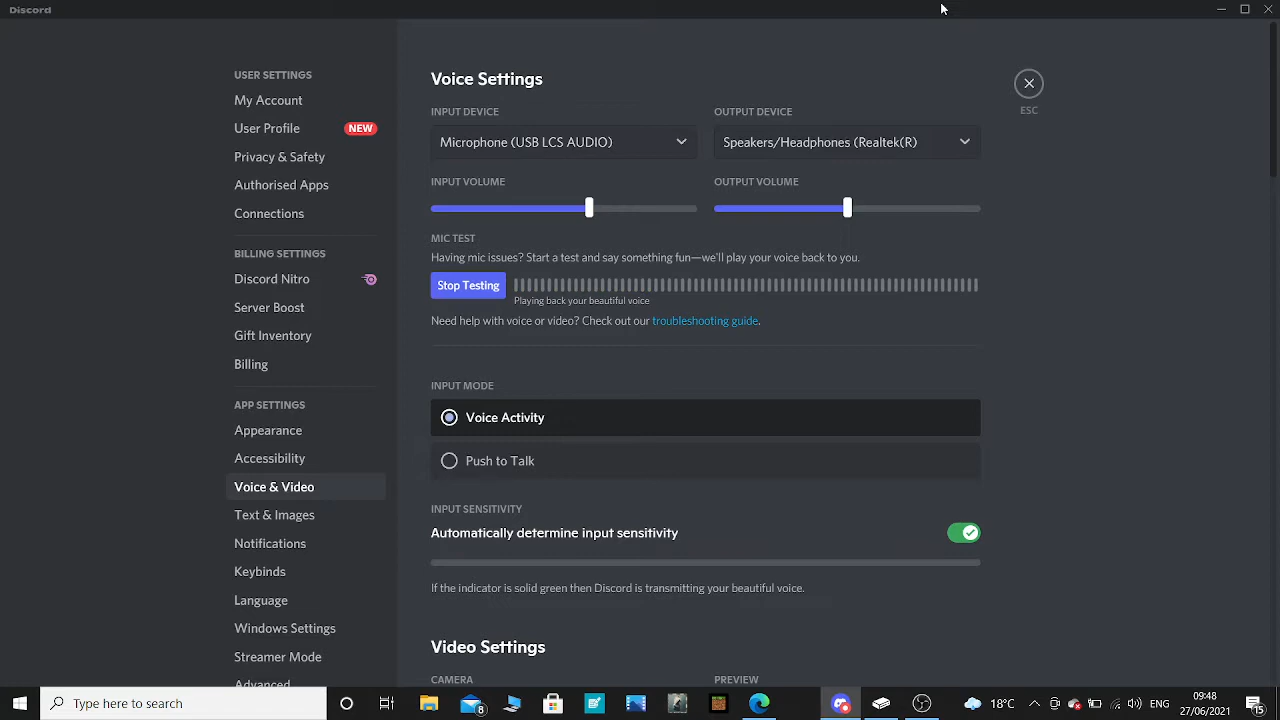 Discord
USER SETTINGS
My Account
User Profile NEW
Privacy & Safety
Authorised Apps
Connections
BILLING SETTINGS
Discord Nitro
Server Boost
Gift Inventory
Billing
APP SETTINGS
Appearance
Accessibility
Voice & Video
Text & Images
Notifications
Keybinds
Language
Windows Settings
Streamer Mode
Advanced
Voice Settings
ESC
INPUT DEVICE
Microphone (USB LCS AUDIO)
OUTPUT DEVICE
Speakers/Headphones (Realtek(R)
INPUT VOLUME
OUTPUT VOLUME
MIC TEST
Having mic issues? Start a test and say something fun—we'll play your voice back to you.
Stop Testing
Playing back your beautiful voice
Need help with voice or video? Check out our troubleshooting guide.
INPUT MODE
Voice Activity
Push to Talk
INPUT SENSITIVITY
Automatically determine input sensitivity
If the indicator is solid green then Discord is transmitting your beautiful voice.
Video Settings
CAMERA
PREVIEW
Type here to search
8
18°C
ENG
09:48
27/06/2021
15